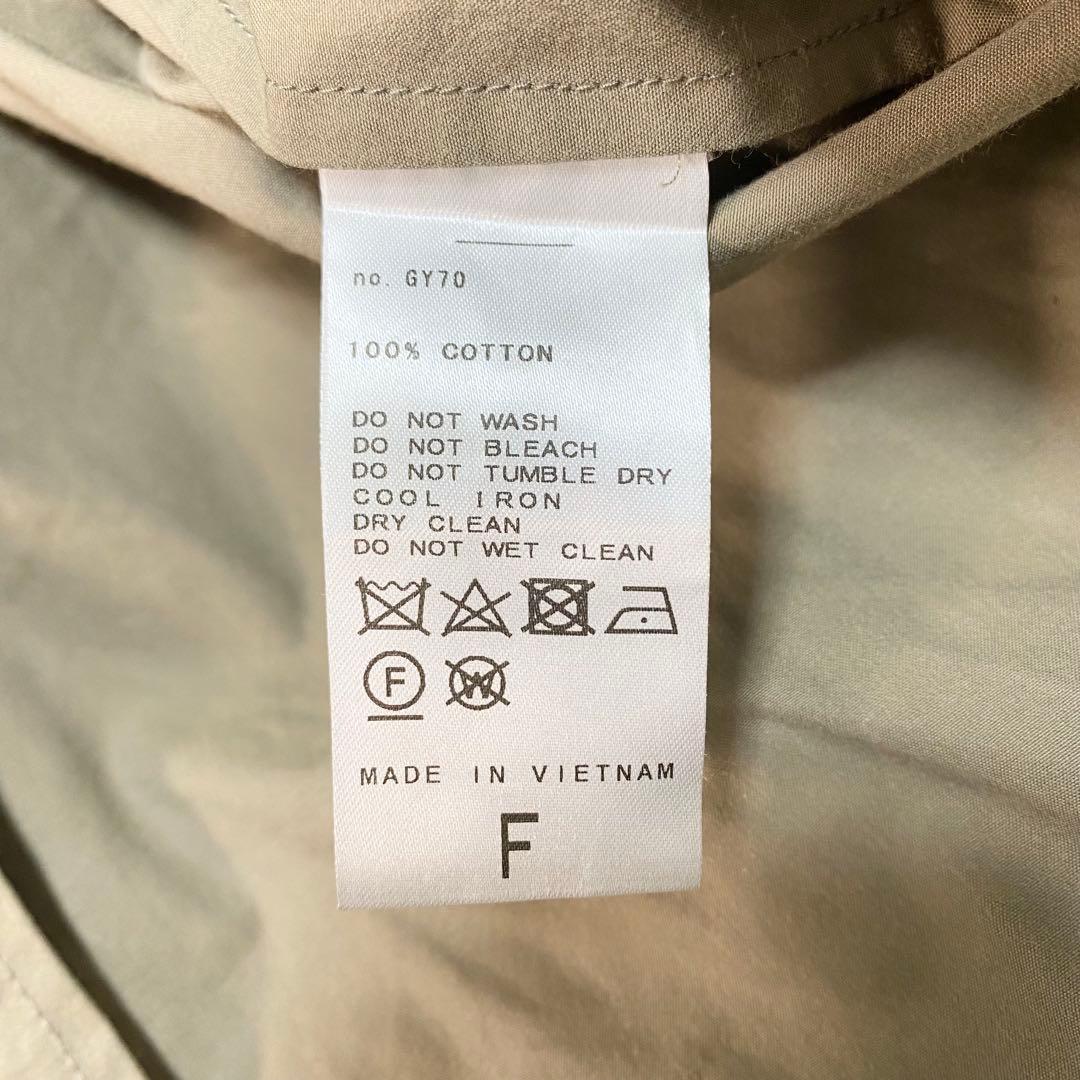 no. GY70
100% COTTON
DO NOT WASH
DO NOT BLEACH
DO NOT TUMBLE DRY
COOL IRON
DRY CLEAN
DO NOT WET CLEAN
F W
MADE IN VIETNAM
F